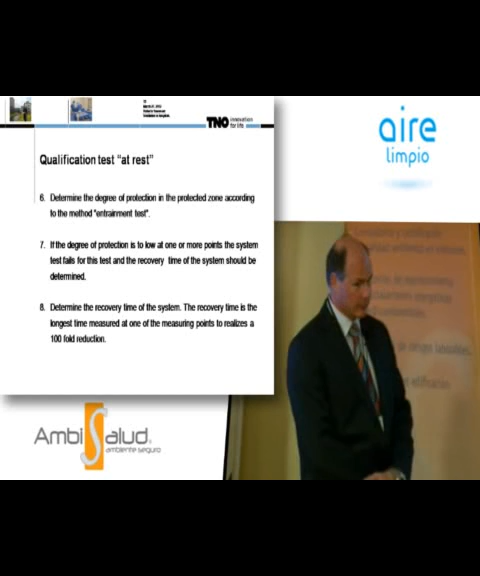 TNO innovation for life
Qualification test "at rest"
6. Determine the degree of protection in the protected zone according
to the method "entrainment test".
7. If the degree of protection is to low at one or more points the system
test fails for this test and the recovery time of the system should be
determined.
8. Determine the recovery time of the system. The recovery time is the
longest time measured at one of the measuring points to realizes a
100 fold reduction.
aire
limpio
AmbiSalud
ambiente seguro